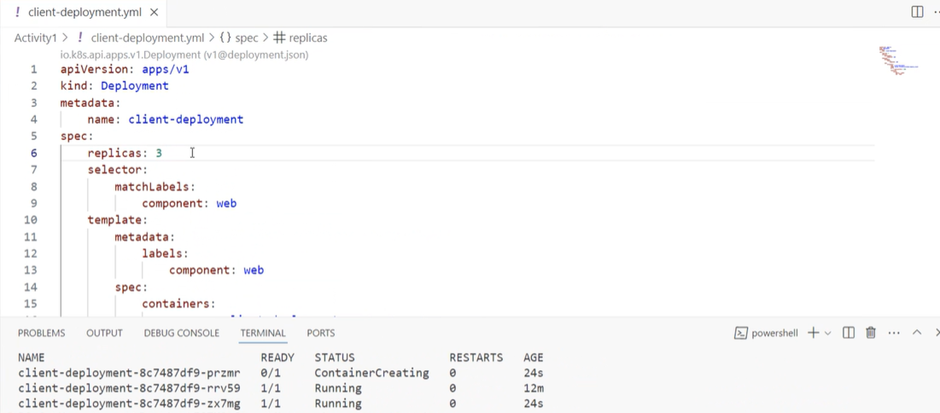 ! client-deployment.yml ×
Activity1 > ! client-deployment.yml > {} spec > # replicas
io.k8s.api.apps.v1.Deployment (v1@deployment.json)
1 apiVersion: apps/v1
2 kind: Deployment
3 metadata:
4 name: client-deployment
5 spec:
6 replicas: 3
7 selector:
8 matchLabels:
9 component: web
10 template:
11 metadata:
12 labels:
13 component: web
14 spec:
15 containers:
PROBLEMS OUTPUT DEBUG CONSOLE TERMINAL PORTS powershell
NAME READY STATUS RESTARTS AGE
client-deployment-8c7487df9-przmr 0/1 ContainerCreating 0 24s
client-deployment-8c7487df9-rrv59 1/1 Running 0 12m
client-deployment-8c7487df9-zx7mg 1/1 Running 0 24s